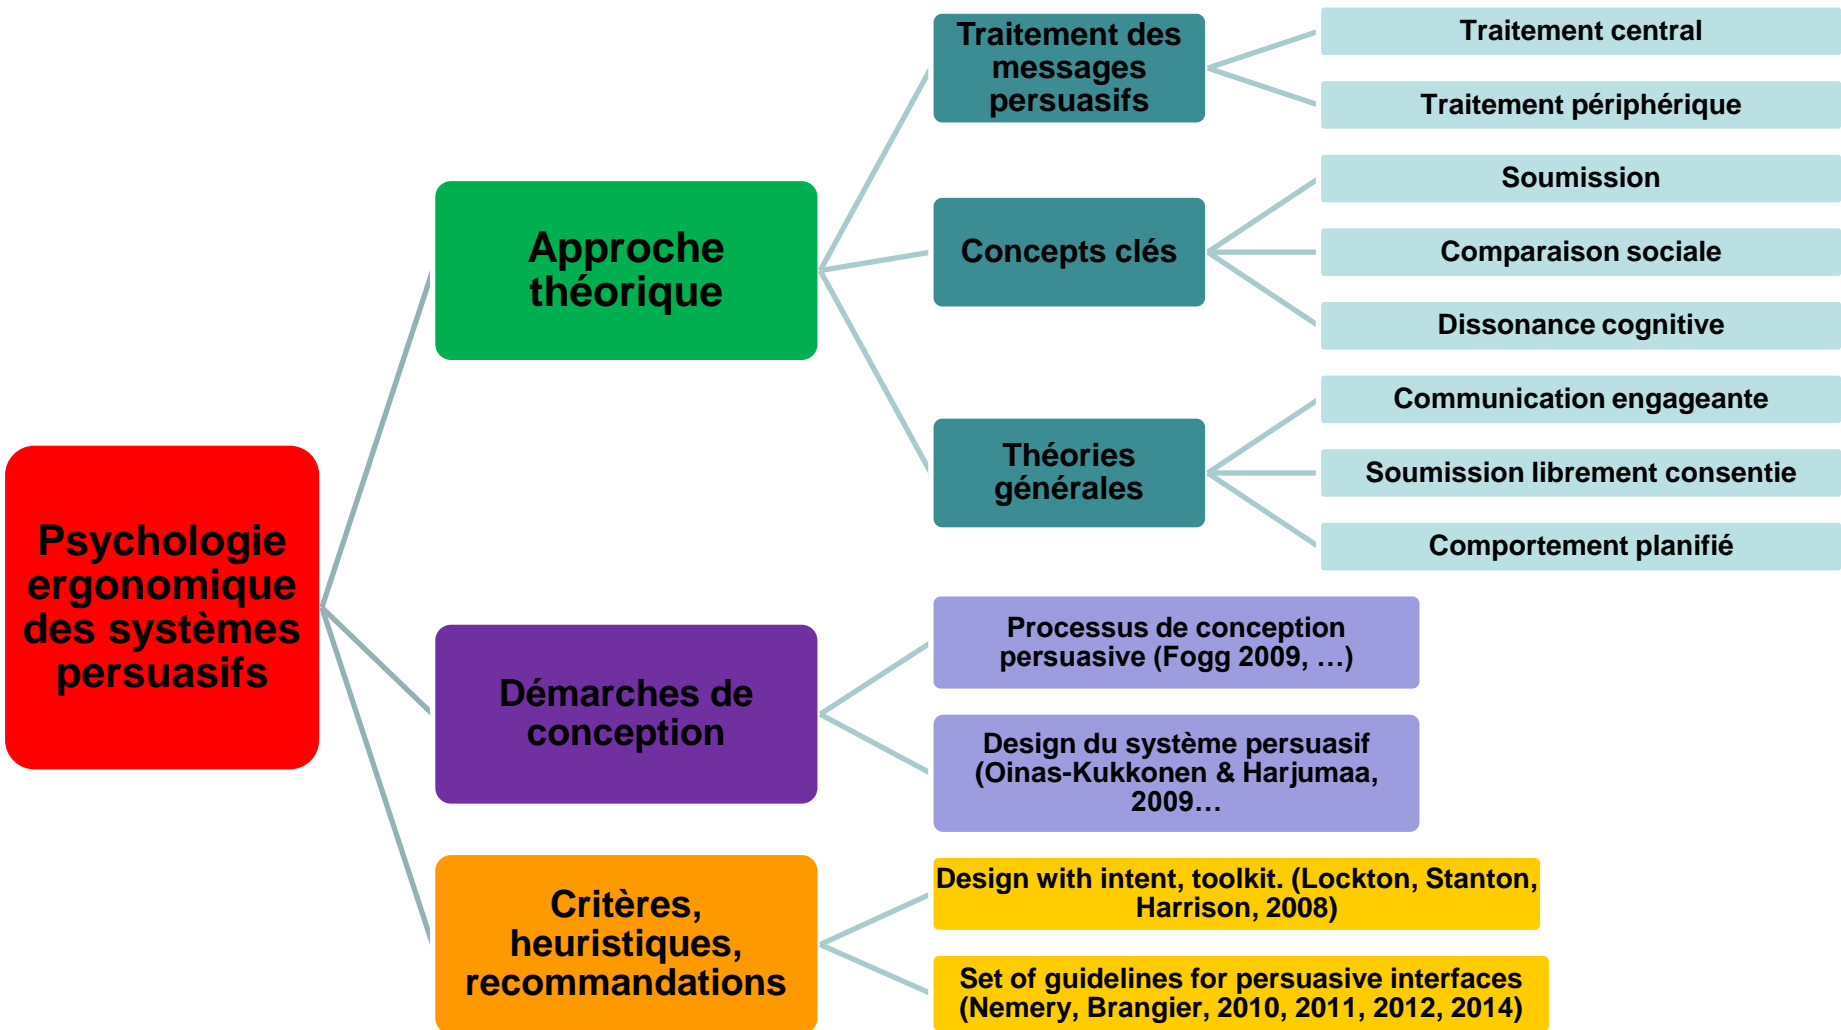 Psychologie
ergonomique
des systèmes
persuasifs
Approche
théorique
Traitement des
messages
persuasifs
Traitement central
Traitement périphérique
Concepts clés
Soumission
Comparaison sociale
Dissonance cognitive
Théories
générales
Communication engageante
Soumission librement consentie
Comportement planifié
Démarches de
conception
Processus de conception
persuasive (Fogg 2009, …)
Design du système persuasif
(Oinas-Kukkonen & Harjumaa,
2009…
Critères,
heuristiques,
recommandations
Design with intent, toolkit. (Lockton, Stanton,
Harrison, 2008)
Set of guidelines for persuasive interfaces
(Nemery, Brangier, 2010, 2011, 2012, 2014)